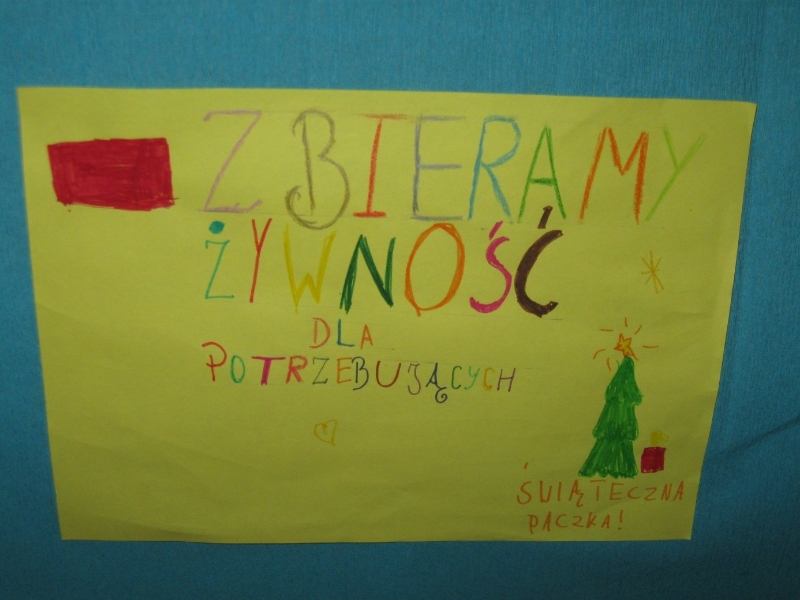 ZBIERAMY
ŻYWNOŚĆ
DLA
POTRZEBUJĄCYCH
ŚWIĄTECZNA
PACZKA!